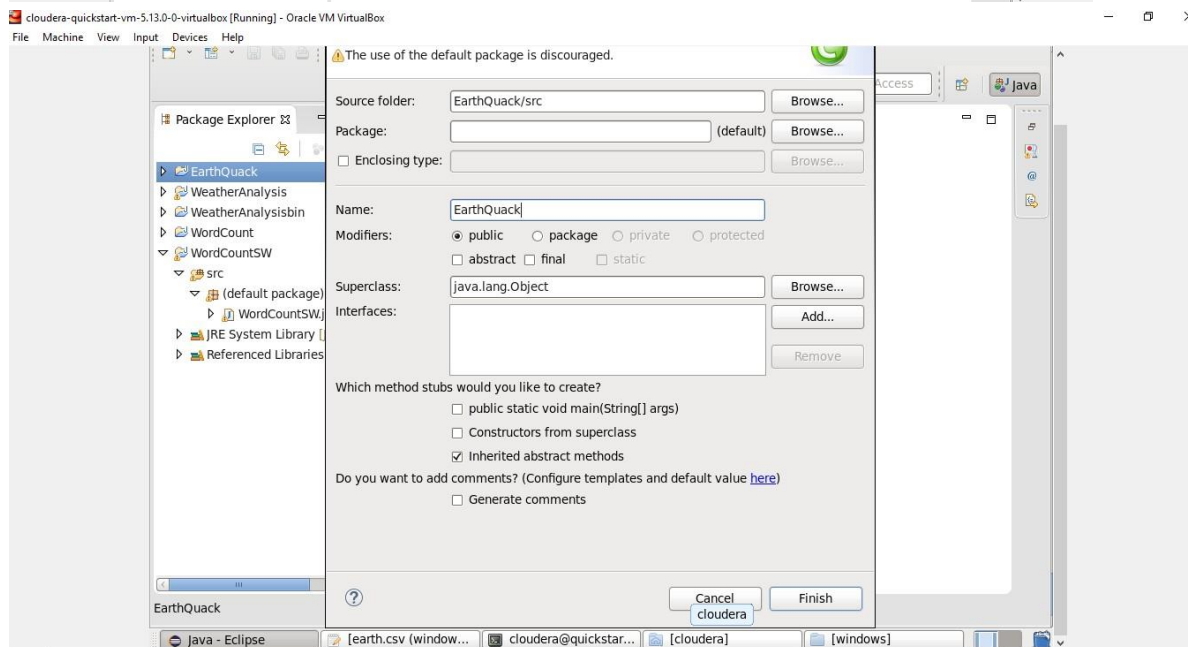 cloudera-quickstart-vm-5.13.0-0-virtualbox [Running] - Oracle VM VirtualBox
File Machine View Input Devices Help
The use of the default package is discouraged.
Access
Java
Source folder: EarthQuack/src Browse...
Package: (default) Browse...
Enclosing type: Browse...
Package Explorer
EarthQuack
WeatherAnalysis
WeatherAnalysisbin
WordCount
WordCountSW
src
(default package)
WordCountSW.j
JRE System Library [
Referenced Libraries
Name: EarthQuack
Modifiers: public package private protected
abstract final static
Superclass: java.lang.Object Browse...
Interfaces: Add...
Remove
Which method stubs would you like to create?
public static void main(String[] args)
Constructors from superclass
Inherited abstract methods
Do you want to add comments? (Configure templates and default value here)
Generate comments
EarthQuack
Cancel Finish
cloudera
Java - Eclipse [earth.csv (window... cloudera@quickstar... [cloudera] [windows]